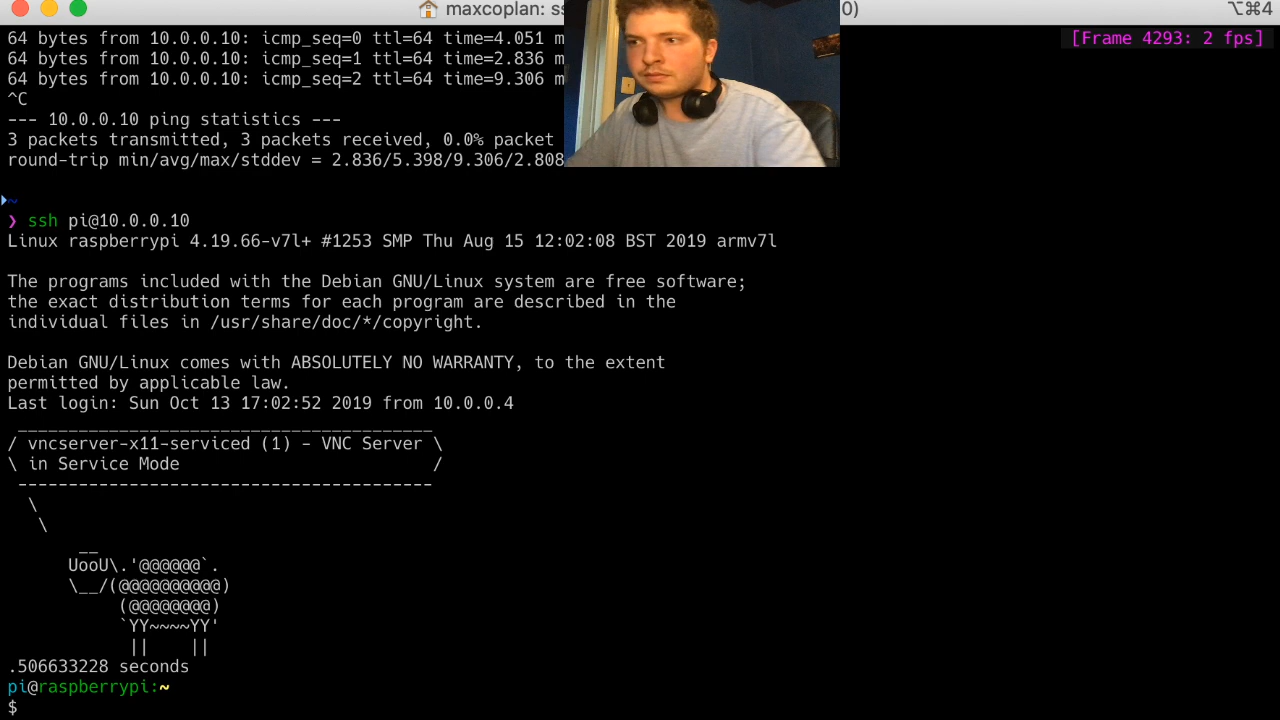 maxcoplan: ss 0) ⌥⌘4
64 bytes from 10.0.0.10: icmp_seq=0 ttl=64 time=4.051 m [Frame 4293: 2 fps]
64 bytes from 10.0.0.10: icmp_seq=1 ttl=64 time=2.836 m
64 bytes from 10.0.0.10: icmp_seq=2 ttl=64 time=9.306 m
^C
--- 10.0.0.10 ping statistics ---
3 packets transmitted, 3 packets received, 0.0% packet
round-trip min/avg/max/stddev = 2.836/5.398/9.306/2.808
~
❯ ssh pi@10.0.0.10
Linux raspberrypi 4.19.66-v7l+ #1253 SMP Thu Aug 15 12:02:08 BST 2019 armv7l
The programs included with the Debian GNU/Linux system are free software;
the exact distribution terms for each program are described in the
individual files in /usr/share/doc/*/copyright.
Debian GNU/Linux comes with ABSOLUTELY NO WARRANTY, to the extent
permitted by applicable law.
Last login: Sun Oct 13 17:02:52 2019 from 10.0.0.4
 _________________________________________
/ vncserver-x11-serviced (1) - VNC Server \
\ in Service Mode                         /
 -----------------------------------------
  \
   \
       __
      UooU\.'@@@@@@`.
      \__/(@@@@@@@@@@)
           (@@@@@@@@)
           `YY~~~~YY'
            ||    ||
.506633228 seconds
pi@raspberrypi:~
$